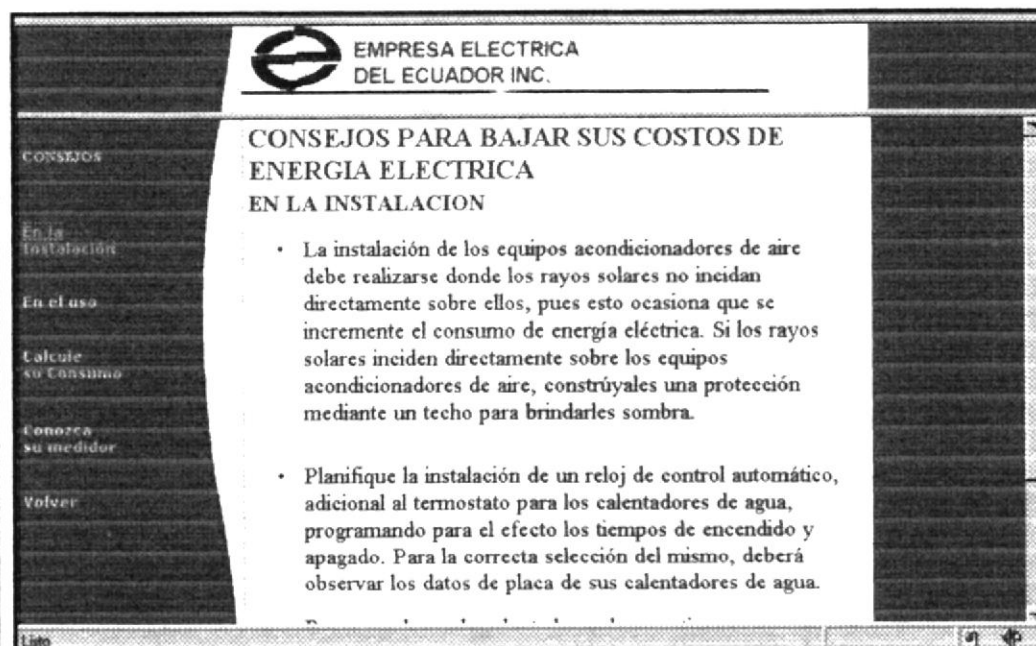 EMPRESA ELECTRICA
DEL ECUADOR INC.
CONSEJOS
En la
Instalación
En el uso
Calcule
su Consumo
Conozca
su medidor
Volver
CONSEJOS PARA BAJAR SUS COSTOS DE
ENERGIA ELECTRICA
EN LA INSTALACION
• La instalación de los equipos acondicionadores de aire
debe realizarse donde los rayos solares no incidan
directamente sobre ellos, pues esto ocasiona que se
incremente el consumo de energía eléctrica. Si los rayos
solares inciden directamente sobre los equipos
acondicionadores de aire, constrúyales una protección
mediante un techo para brindarles sombra.
• Planifique la instalación de un reloj de control automático,
adicional al termostato para los calentadores de agua,
programando para el efecto los tiempos de encendido y
apagado. Para la correcta selección del mismo, deberá
observar los datos de placa de sus calentadores de agua.
Listo